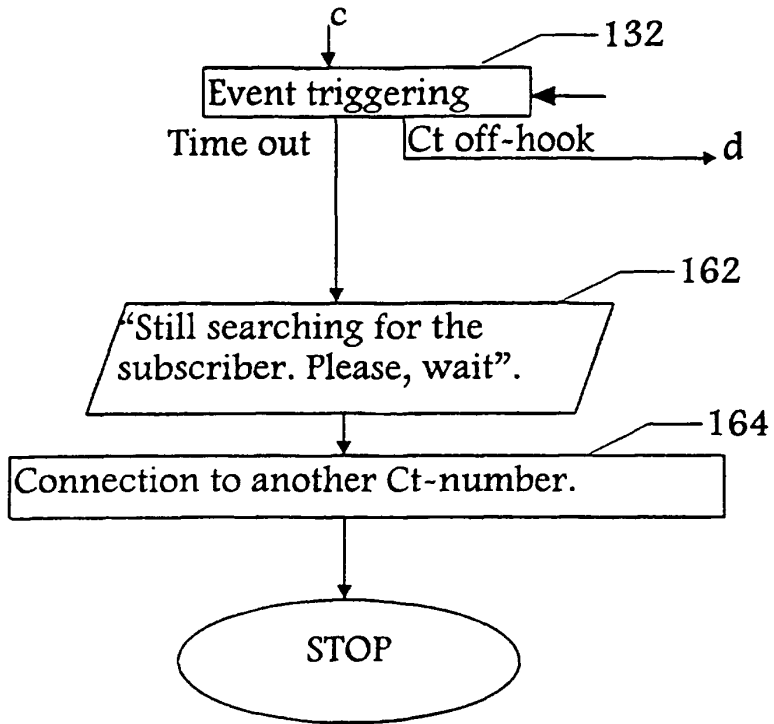 c
132
Event triggering
Time out
Ct off-hook
d
162
“Still searching for the
subscriber. Please, wait”.
164
Connection to another Ct-number.
STOP